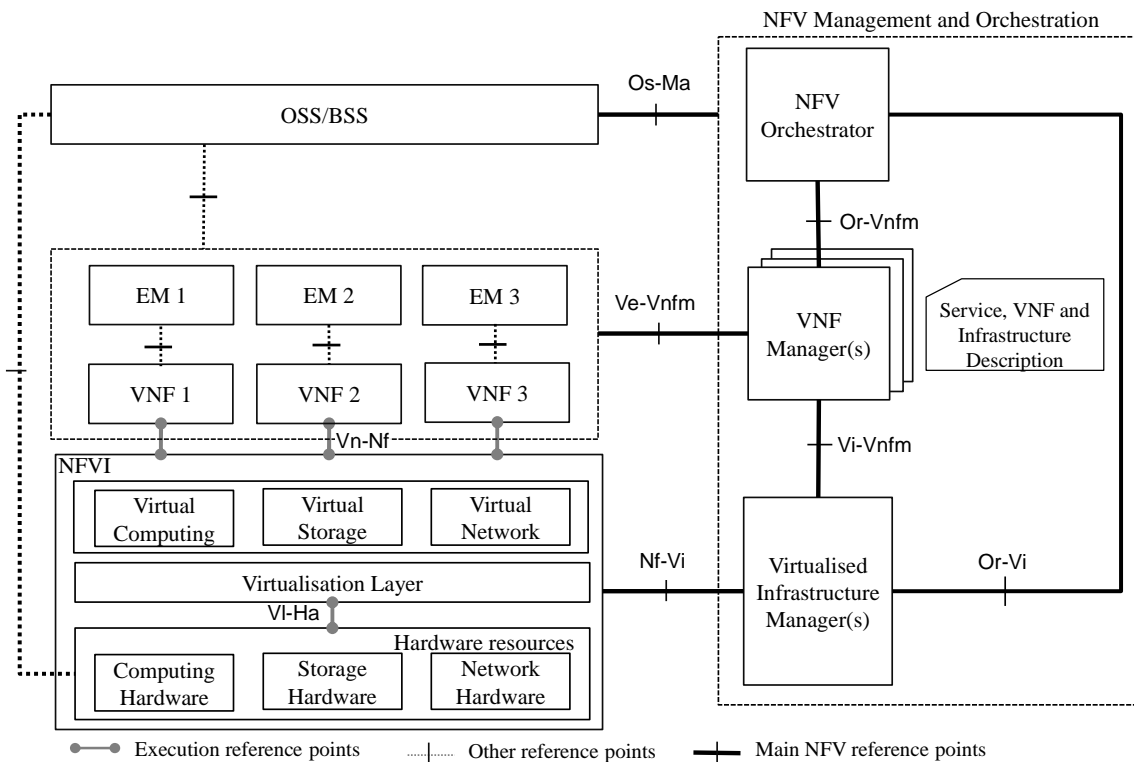 NFV Management and Orchestration
Os-Ma
OSS/BSS
NFV
Orchestrator
Or-Vnfm
EM 1
EM 2
EM 3
Ve-Vnfm
VNF
Manager(s)
Service, VNF and
Infrastructure
Description
VNF 1
VNF 2
VNF 3
Vn-Nf
Vi-Vnfm
NFVI
Virtual
Computing
Virtual
Storage
Virtual
Network
Nf-Vi
Virtualised
Infrastructure
Manager(s)
Or-Vi
Virtualisation Layer
Vl-Ha
Hardware resources
Computing
Hardware
Storage
Hardware
Network
Hardware
Execution reference points
Other reference points
Main NFV reference points